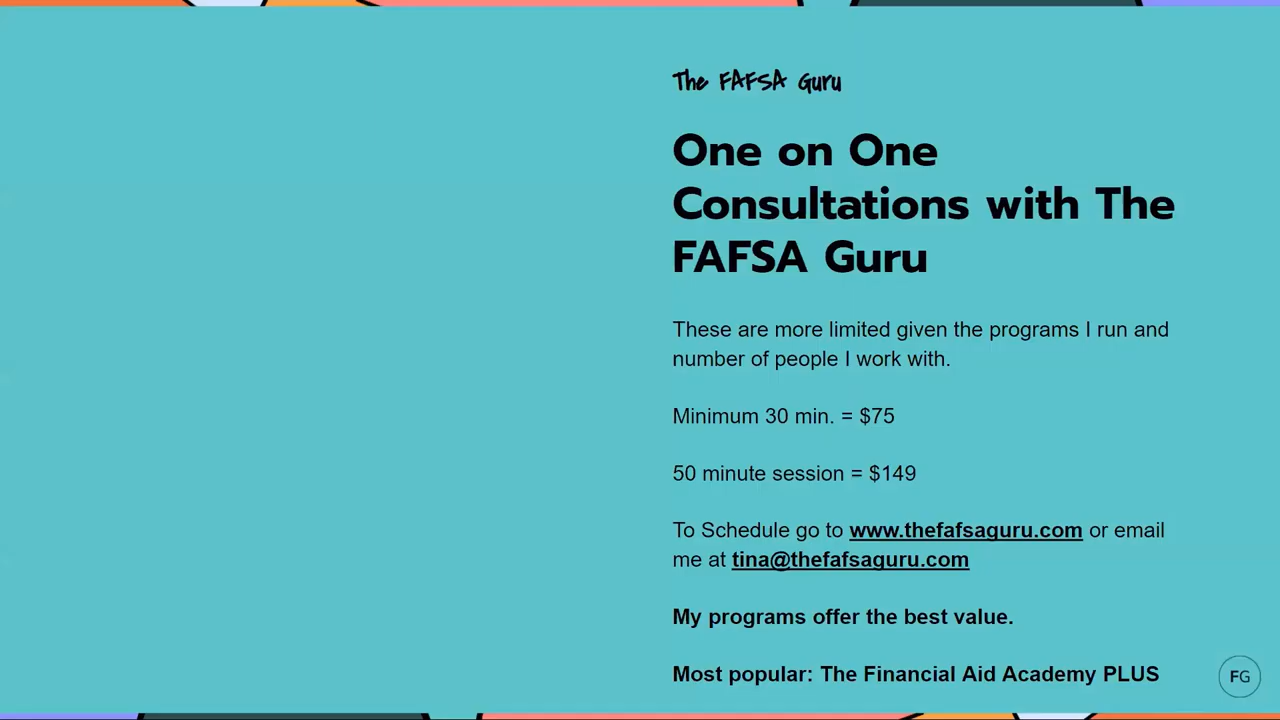 The FAFSA Guru
One on One
Consultations with The
FAFSA Guru
These are more limited given the programs I run and
number of people I work with.
Minimum 30 min. = $75
50 minute session = $149
To Schedule go to www.thefafsaguru.com or email
me at tina@thefafsaguru.com
My programs offer the best value.
Most popular: The Financial Aid Academy PLUS
FG